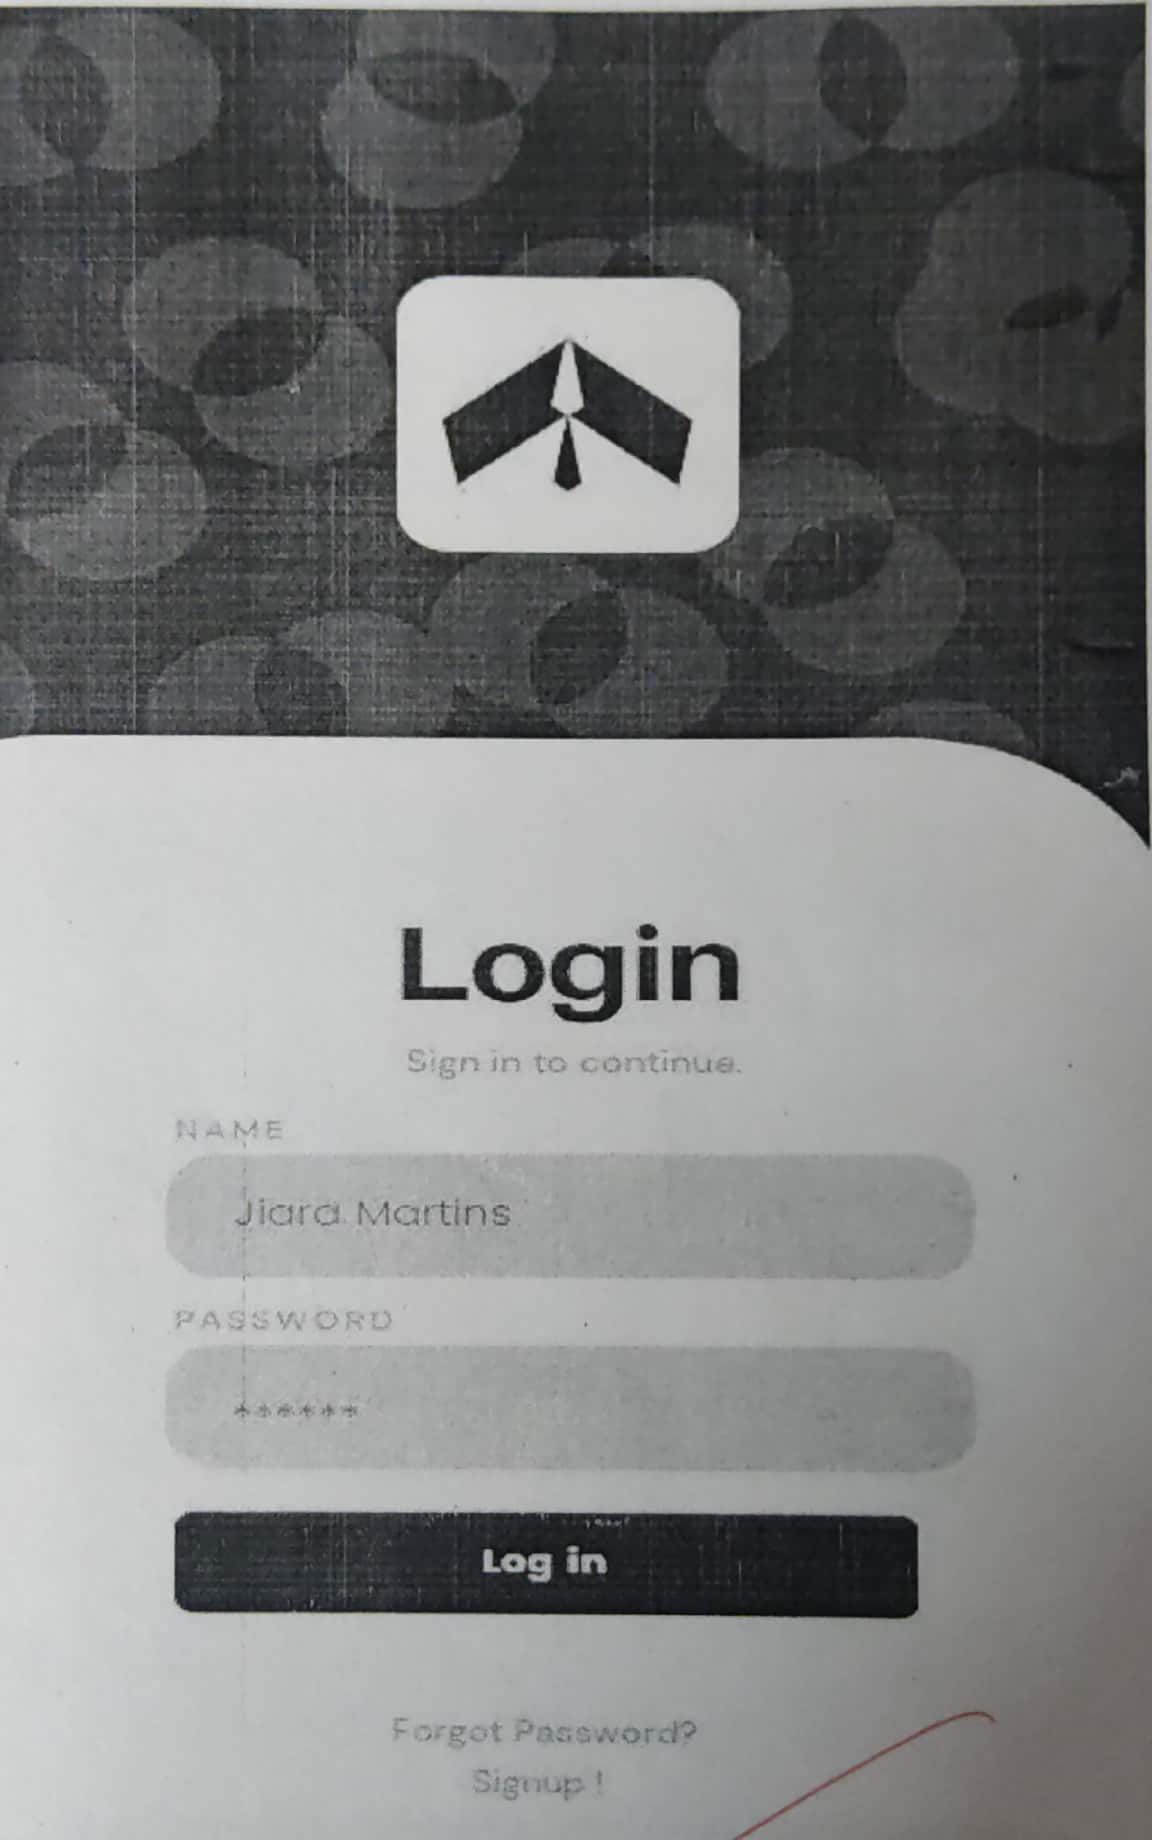 Login
Sign in to continue.
NAME
Jiara Martins
PASSWORD
******
Log in
Forgot Password?
Signup !